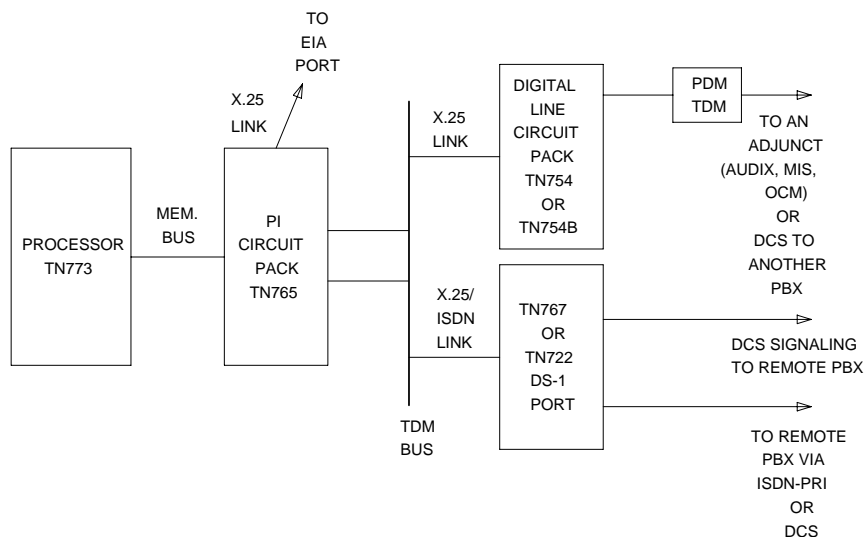 TO
EIA
PORT
X.25
LINK
PROCESSOR
TN773
MEM.
BUS
PI
CIRCUIT
PACK
TN765
X.25
LINK
X.25/
ISDN
LINK
TDM
BUS
DIGITAL
LINE
CIRCUIT
PACK
TN754
OR
TN754B
PDM
TDM
TO AN
ADJUNCT
(AUDIX, MIS,
OCM)
OR
DCS TO
ANOTHER
PBX
TN767
OR
TN722
DS-1
PORT
DCS SIGNALING
TO REMOTE PBX
TO REMOTE
PBX VIA
ISDN-PRI
OR
DCS